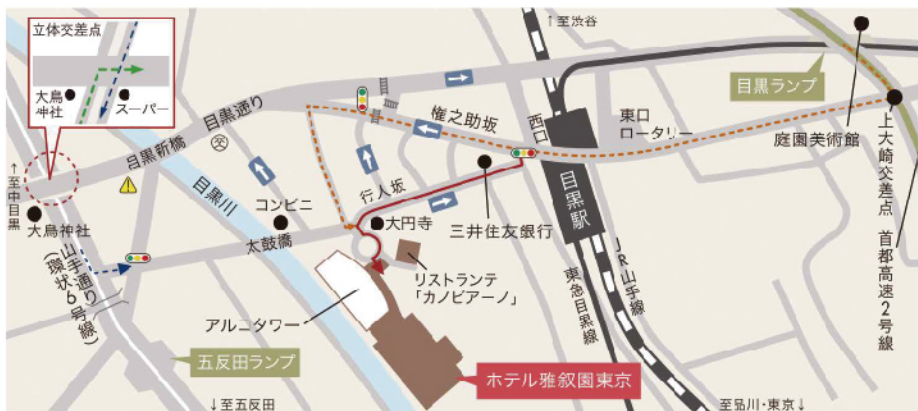 立体交差点
大鳥
神社
スーパー
↑至渋谷
目黒ランプ
目黒通り
目黒新橋
権之助坂
西口
東口
ロータリー
庭園美術館
上大崎交差点
首都高速2号線
↑至中目黒
大鳥神社
目黒川
コンビニ
太鼓橋
行人坂
大円寺
三井住友銀行
目黒駅
山手通り
(環状6号線)
リストランテ
「カノビアーノ」
アルコタワー
東急目黒線
JR山手線
五反田ランプ
ホテル雅叙園東京
↓至五反田
至品川・東京↓